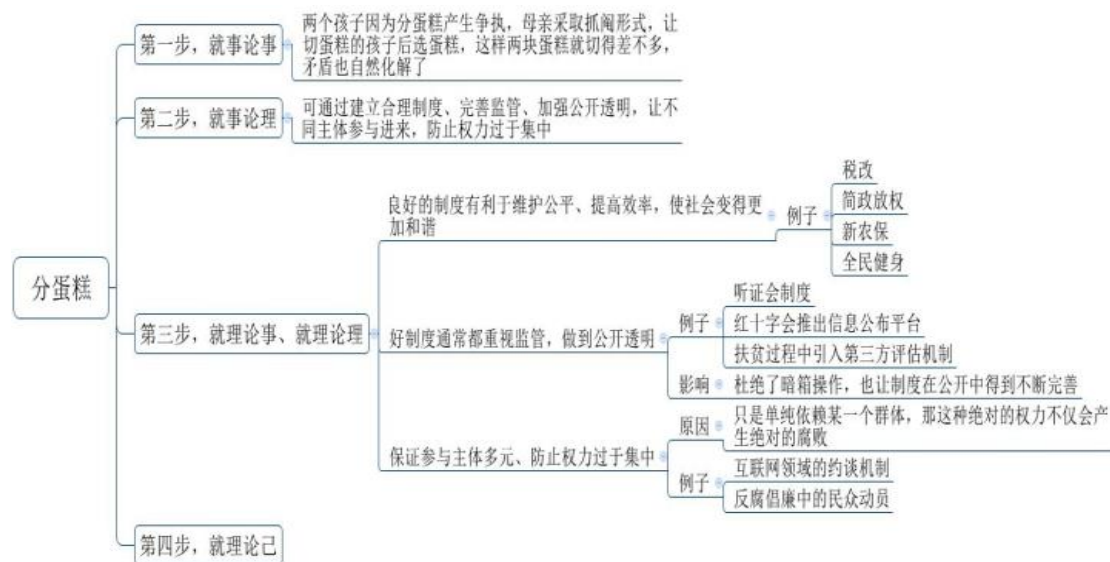 分蛋糕
第一步，就事论事
两个孩子因为分蛋糕产生争执，母亲采取抓阄形式，让
切蛋糕的孩子后选蛋糕，这样两块蛋糕就切得差不多，
矛盾也自然化解了
第二步，就事论理
可通过建立合理制度、完善监管、加强公开透明，让不
同主体参与进来，防止权力过于集中
第三步，就理论事、就理论理
良好的制度有利于维护公平、提高效率，使社会变得更
加和谐
例子
税改
简政放权
新农保
全民健身
好制度通常都重视监管，做到公开透明
例子
听证会制度
红十字会推出信息公布平台
扶贫过程中引入第三方评估机制
影响
杜绝了暗箱操作，也让制度在公开中得到不断完善
保证参与主体多元、防止权力过于集中
原因
只是单纯依赖某一个群体，那这种绝对的权力不仅会产
生绝对的腐败
例子
互联网领域的约谈机制
反腐倡廉中的民众动员
第四步，就理论己